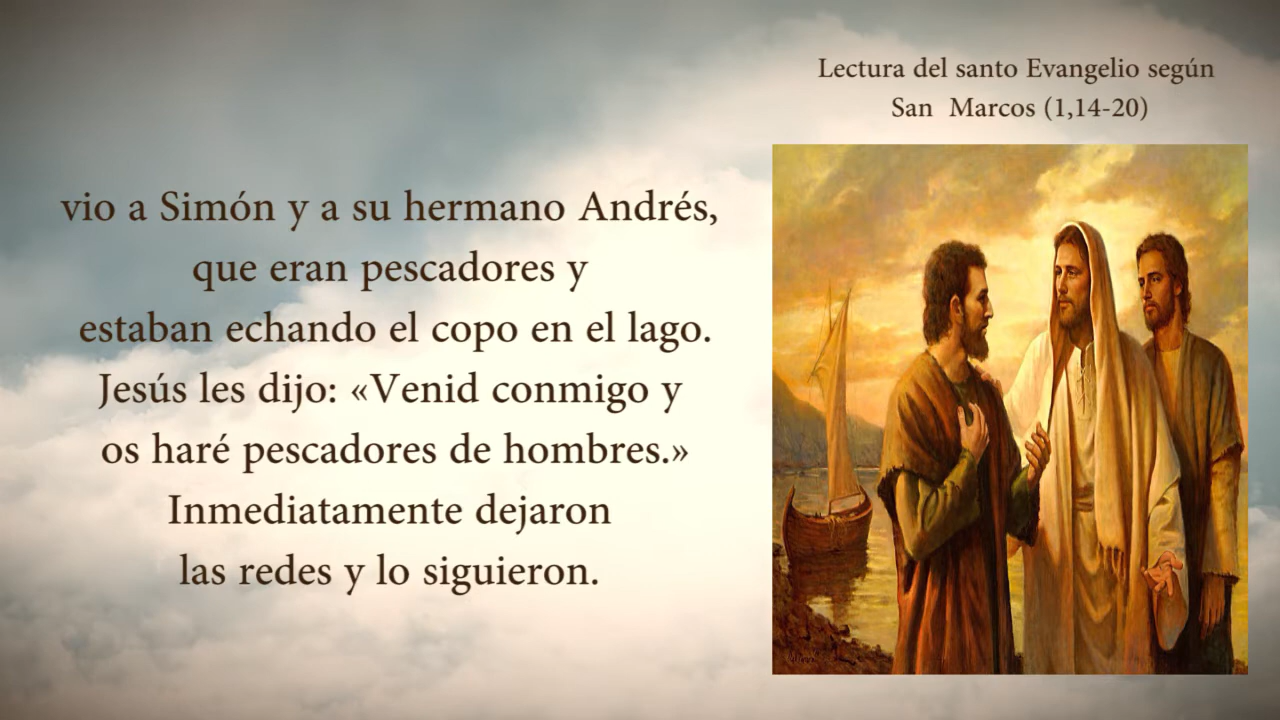 Lectura del santo Evangelio según
San Marcos (1,14-20)
vio a Simón y a su hermano Andrés,
que eran pescadores y
estaban echando el copo en el lago.
Jesús les dijo: «Venid conmigo y
os haré pescadores de hombres.»
Inmediatamente dejaron
las redes y lo siguieron.